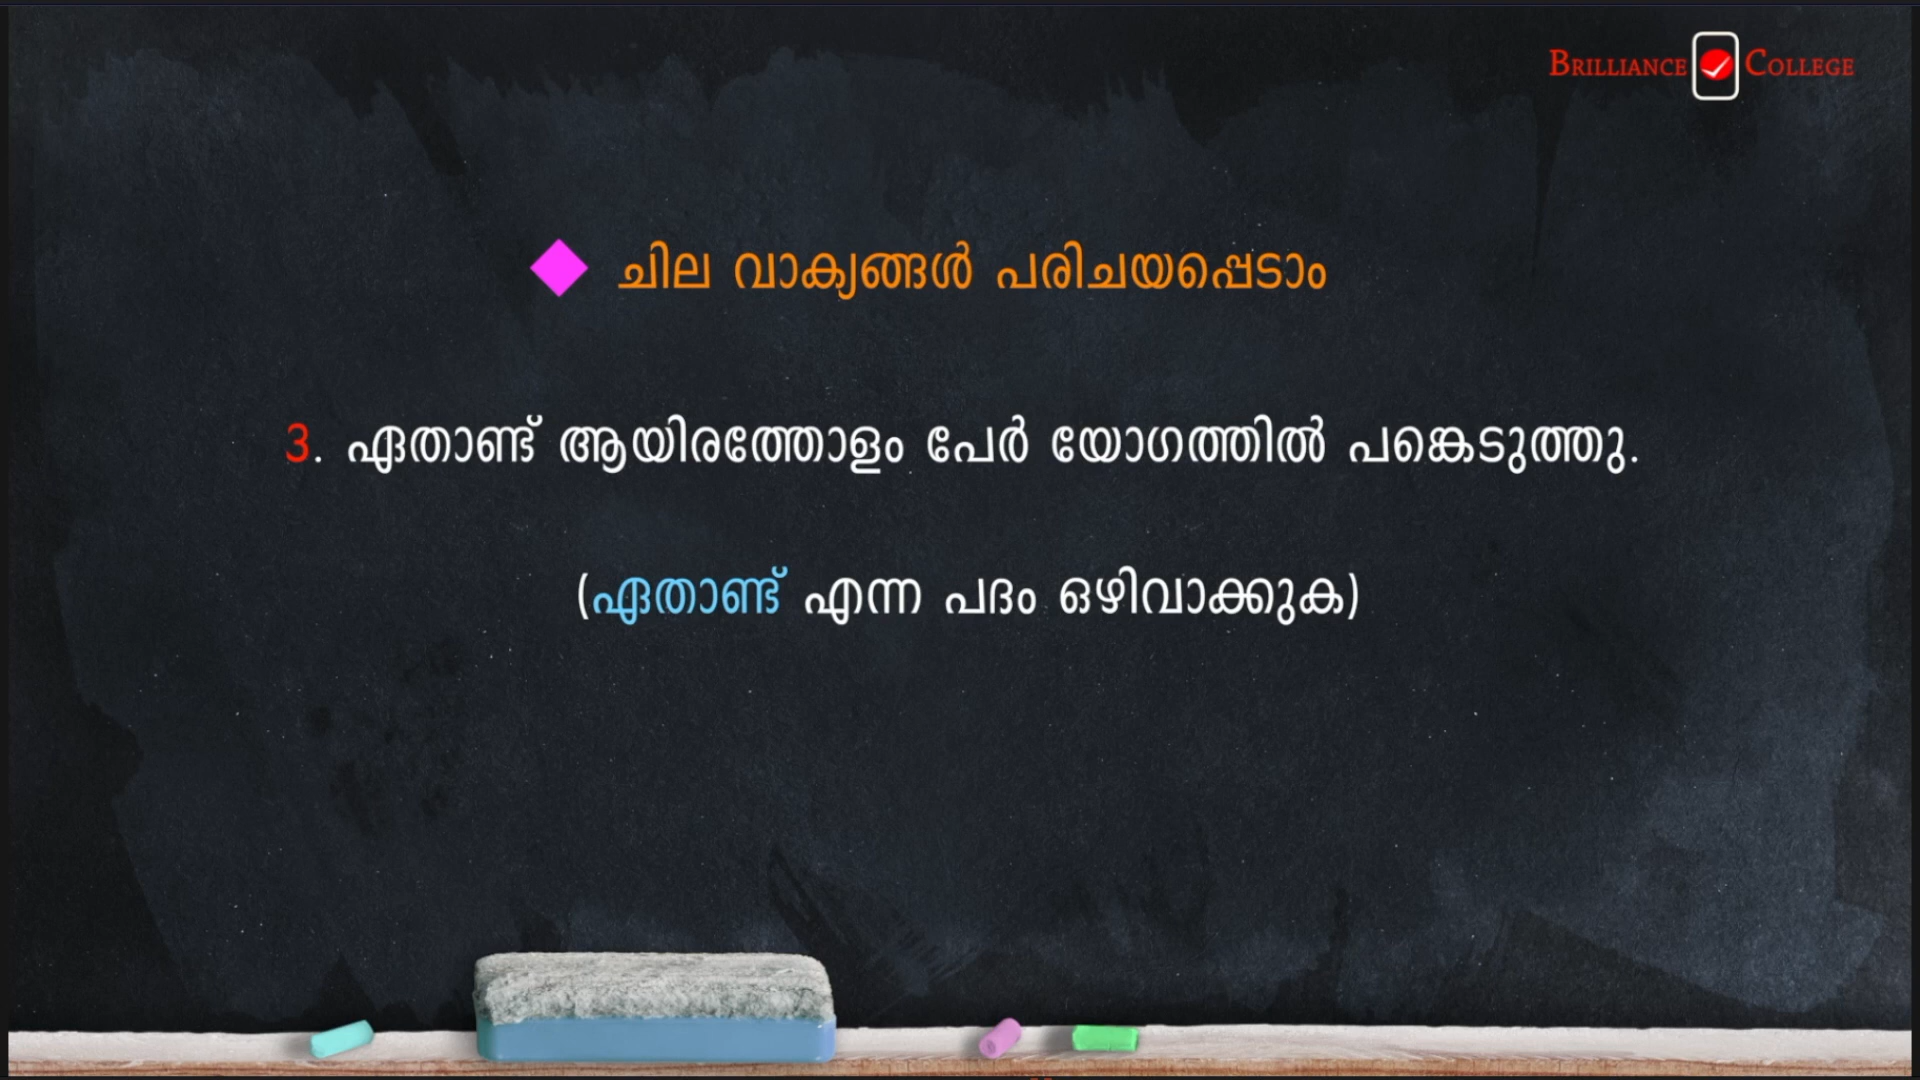 BRILLIANCE COLLEGE
ചില വാക്യങ്ങൾ പരിചയപ്പെടാം
3. ഏതാണ്ട് ആയിരത്തോളം പേർ യോഗത്തിൽ പങ്കെടുത്തു.
(ഏതാണ്ട് എന്ന പദം ഒഴിവാക്കുക)